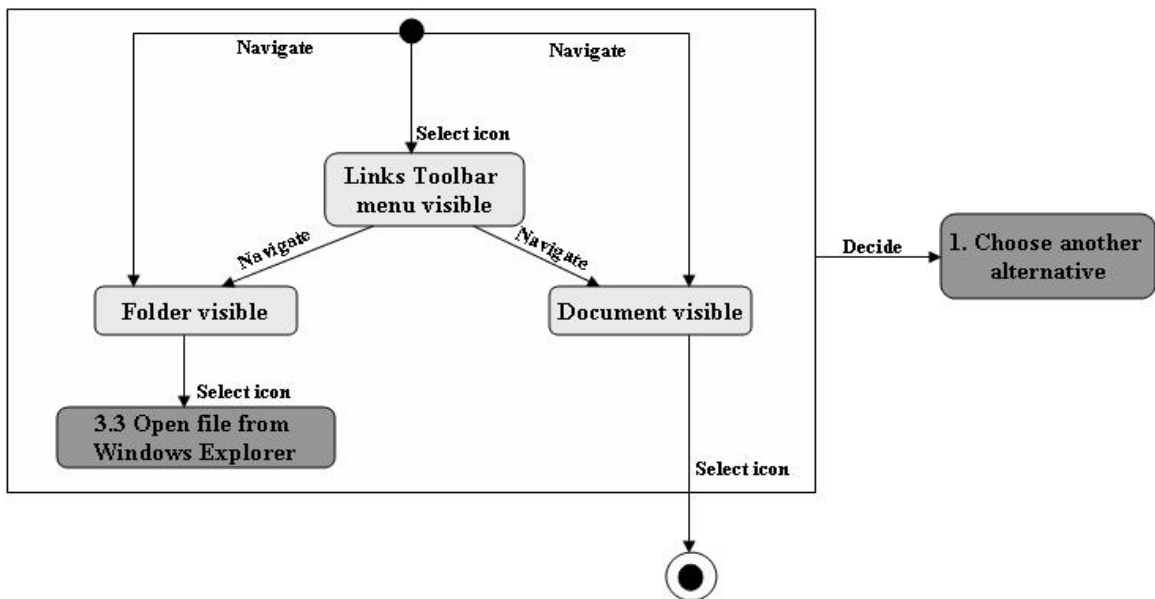 Navigate
Navigate
Select icon
Links Toolbar
menu visible
Navigate
Navigate
Decide
1. Choose another
alternative
Folder visible
Document visible
Select icon
3.3 Open file from
Windows Explorer
Select icon